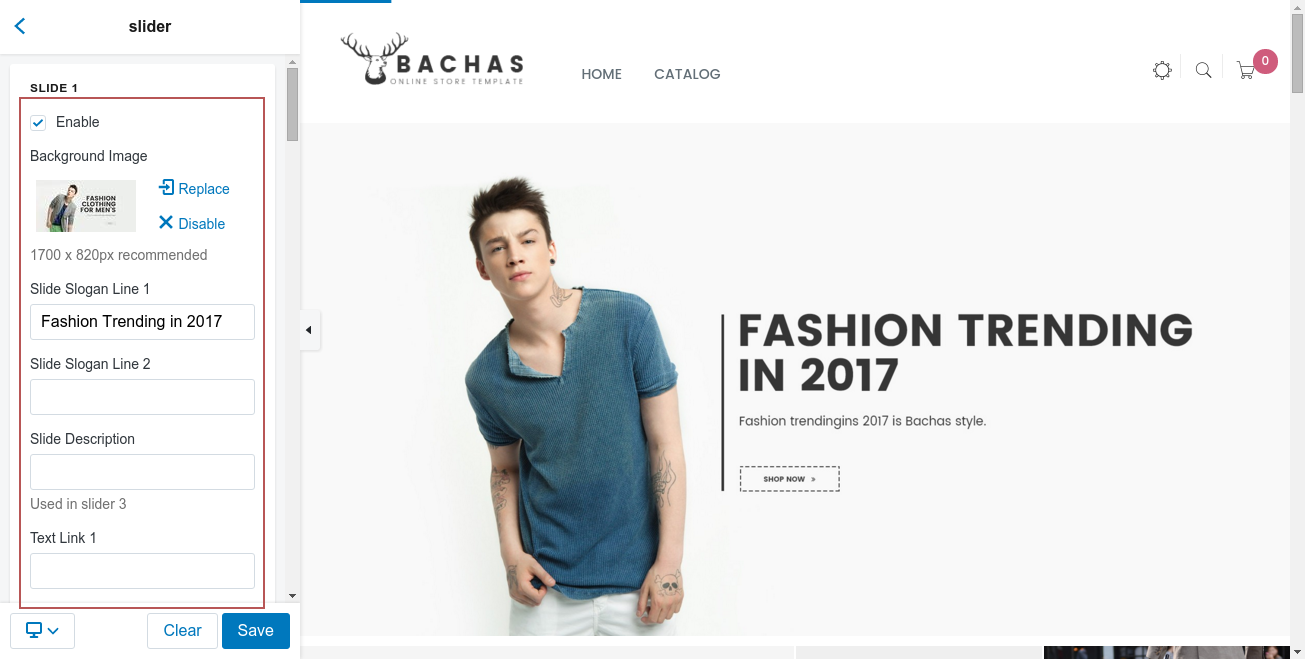 slider
SLIDE 1
Enable
Background Image
FASHION
CLOTHING
FOR MEN'S
Replace
Disable
1700 x 820px recommended
Slide Slogan Line 1
Fashion Trending in 2017
Slide Slogan Line 2
Slide Description
Used in slider 3
Text Link 1
Clear
Save
BACHAS
ONLINE STORE TEMPLATE
HOME
CATALOG
0
FASHION TRENDING
IN 2017
Fashion trendingins 2017 is Bachas style.
SHOP NOW »